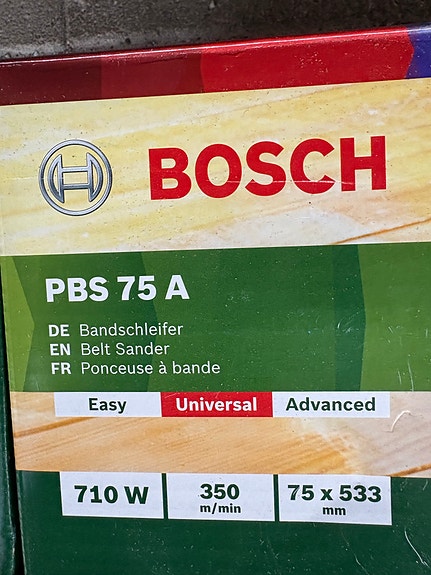 BOSCH
PBS 75 A
DE Bandschleifer
EN Belt Sander
FR Ponceuse à bande
Easy Universal Advanced
710 W 350 m/min 75 x 533 mm